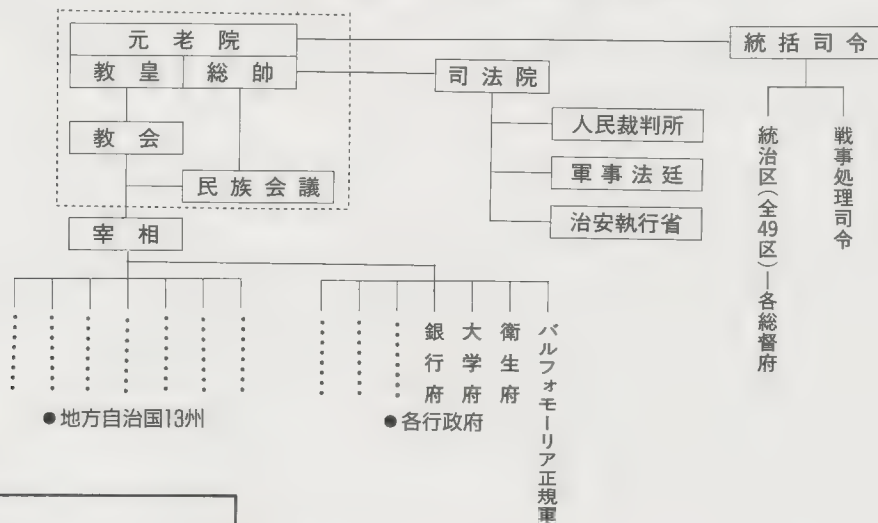 元老院
統括司令
教皇
総帥
司法院
教会
人民裁判所
民族会議
軍事法廷
宰相
治安執行省
統治区(全49区)―各総督府
戦事処理司令
銀行府
大学府
衛生府
バルフォモーリア正規軍
●地方自治国13州
●各行政府